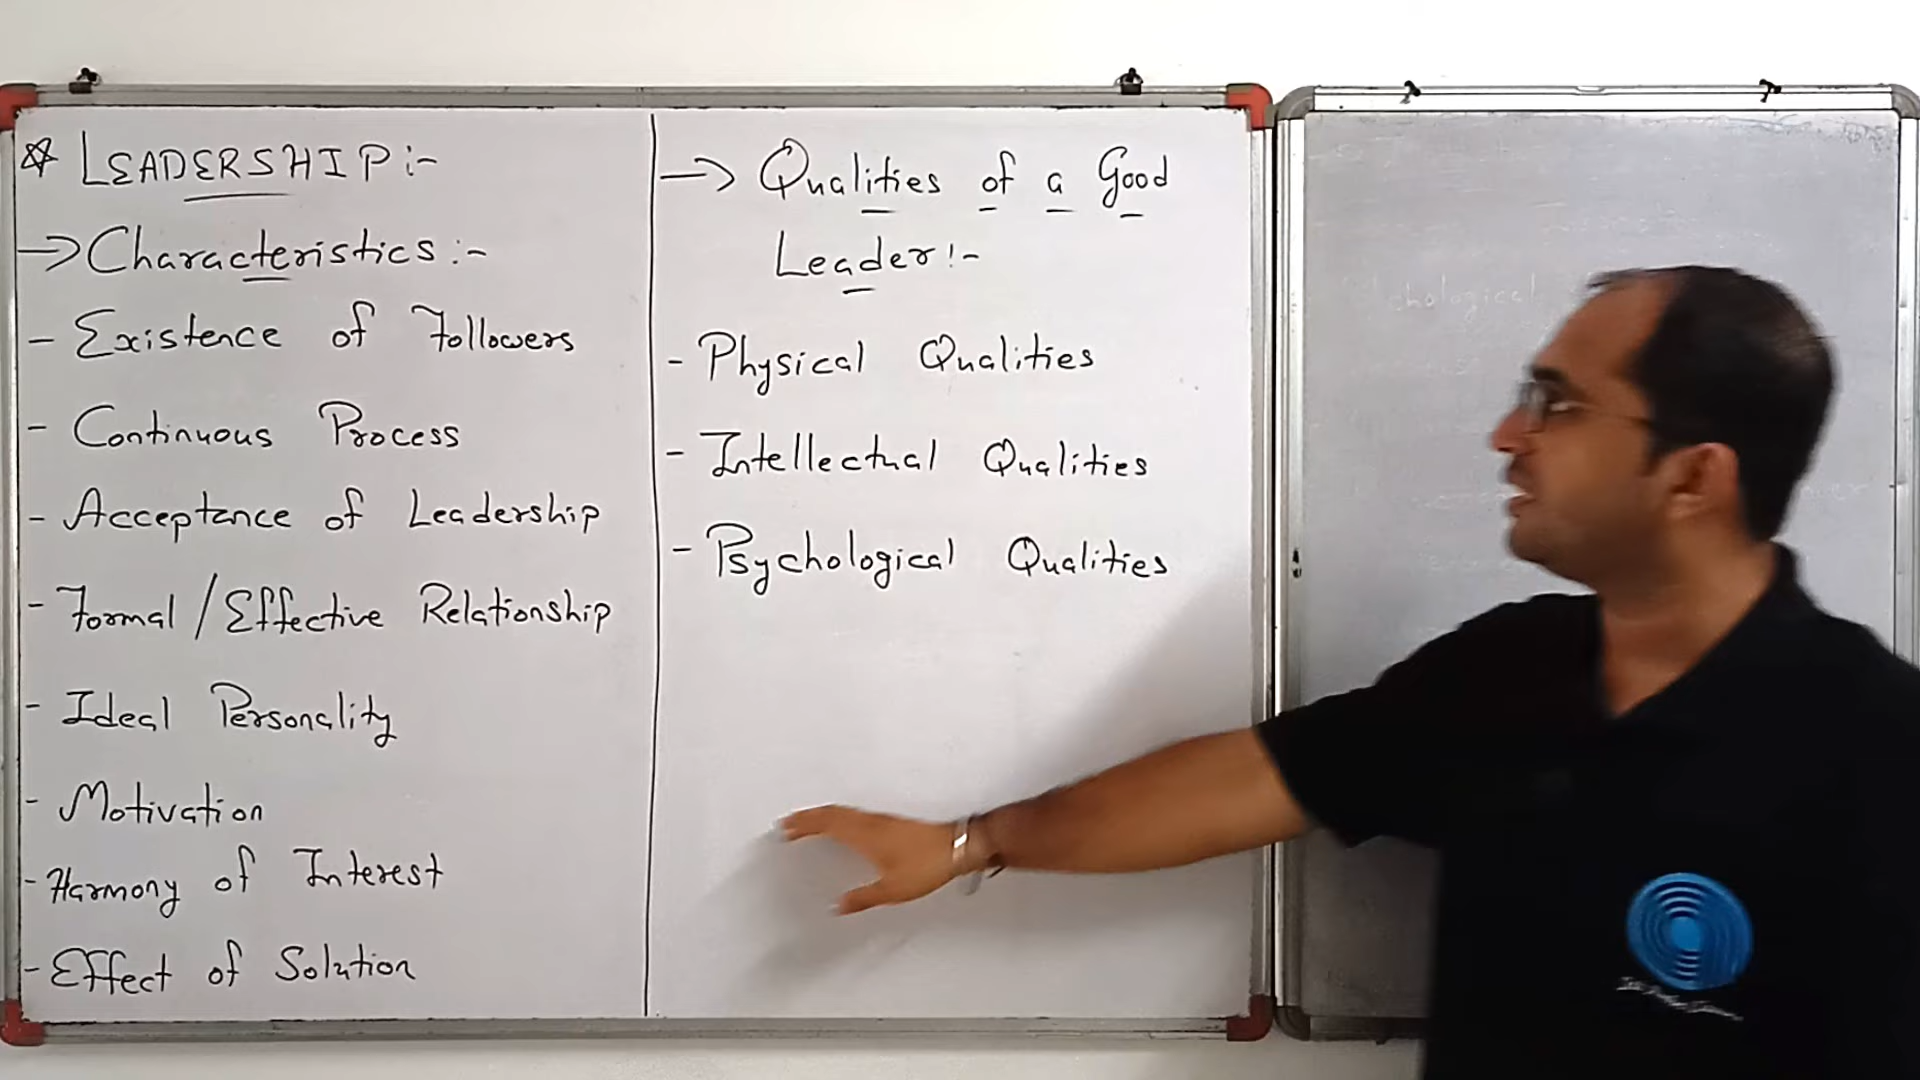 ☆ LEADERSHIP :-
→ Characteristics :-
- Existence of Followers
- Continuous Process
- Acceptance of Leadership
- Formal / Effective Relationship
- Ideal Personality
- Motivation
- Harmony of Interest
- Effect of Solution
→ Qualities of a Good
Leader :-
- Physical Qualities
- Intellectual Qualities
- Psychological Qualities
chological